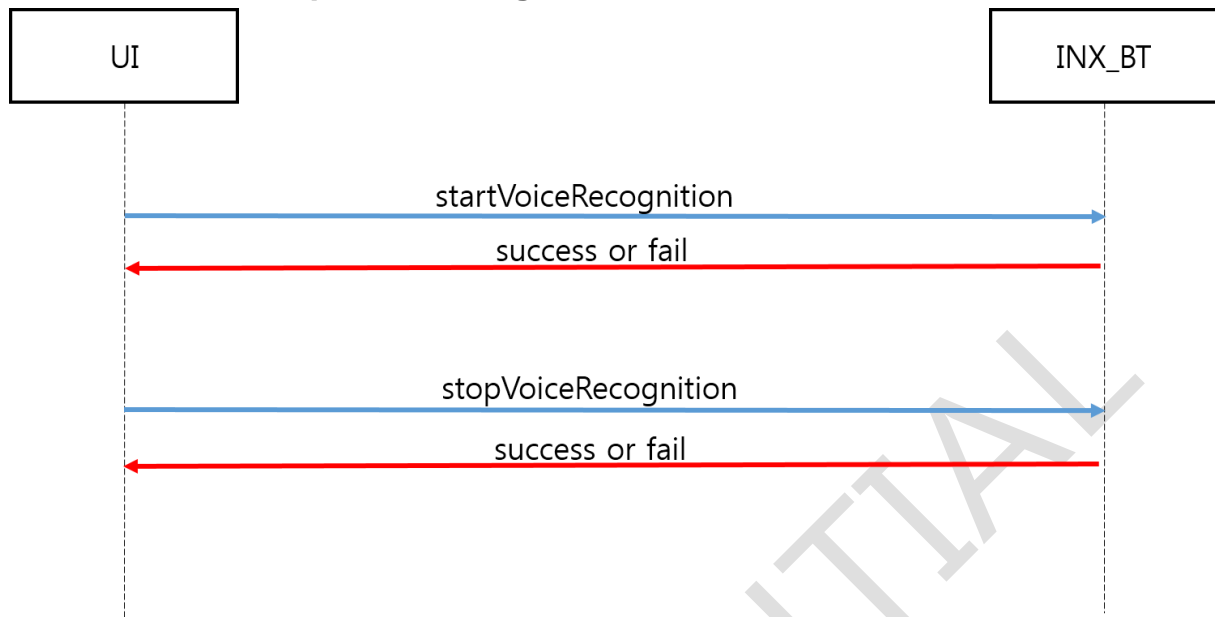 UI
INX_BT
startVoiceRecognition
success or fail
stopVoiceRecognition
success or fail